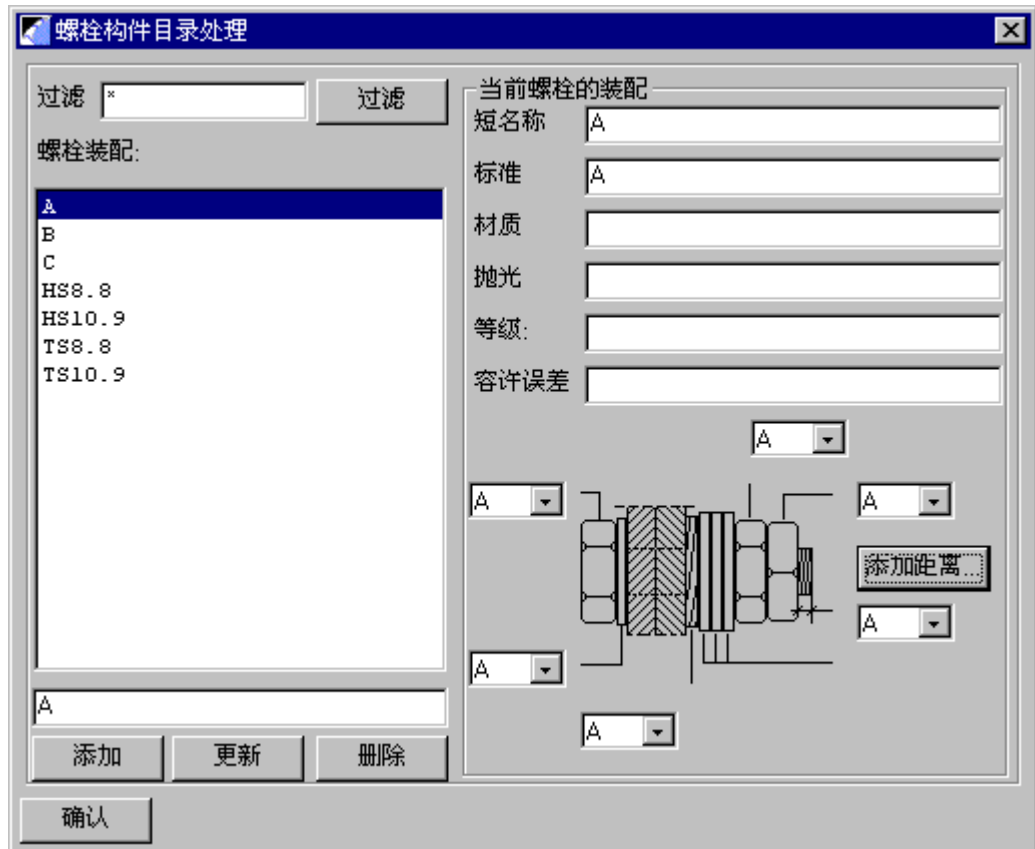 螺栓构件目录处理
过滤 * 过滤
螺栓装配:
A
B
C
HS8.8
HS10.9
TS8.8
TS10.9
A
添加 更新 删除
确认
当前螺栓的装配
短名称 A
标准 A
材质
抛光
等级:
容许误差
A
A A
添加距离...
A
A
A